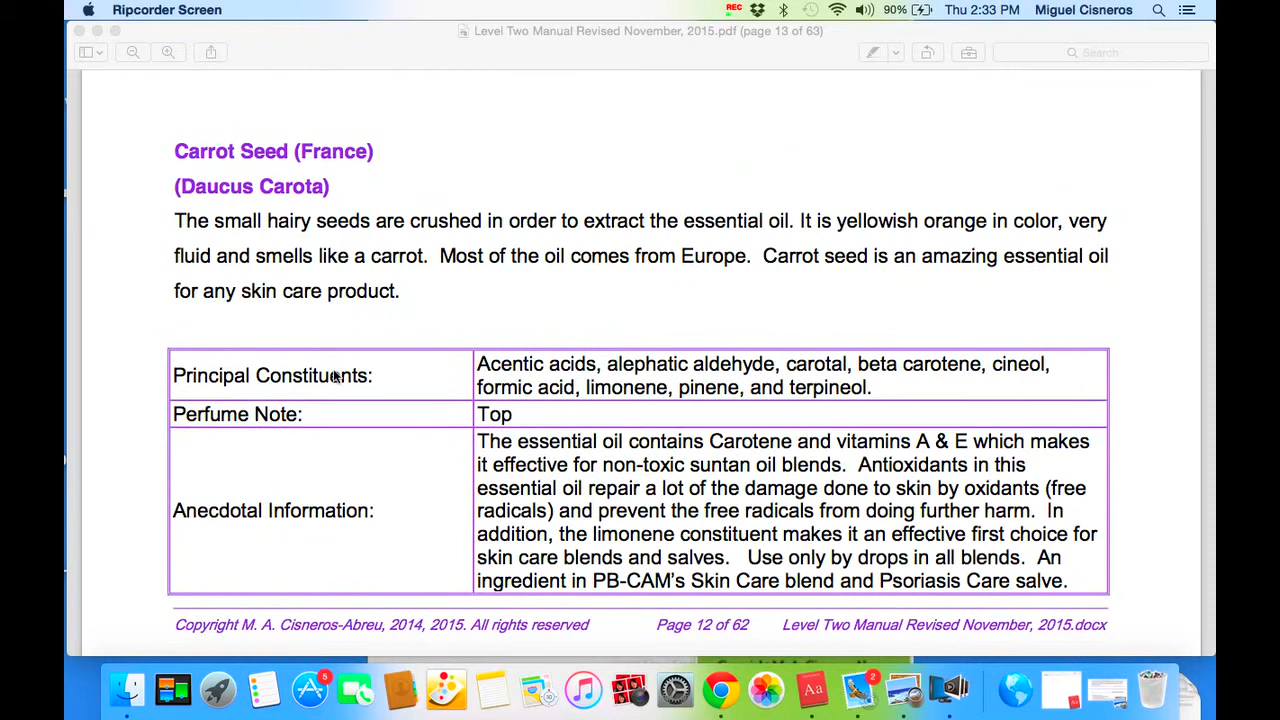 Ripcorder Screen
REC
90%
Thu 2:33 PM
Miguel Cisneros
Level Two Manual Revised November, 2015.pdf (page 13 of 63)
Search
Carrot Seed (France)
(Daucus Carota)
The small hairy seeds are crushed in order to extract the essential oil. It is yellowish orange in color, very
fluid and smells like a carrot. Most of the oil comes from Europe. Carrot seed is an amazing essential oil
for any skin care product.
Principal Constituents:
Acentic acids, alephatic aldehyde, carotal, beta carotene, cineol,
formic acid, limonene, pinene, and terpineol.
Perfume Note:
Top
Anecdotal Information:
The essential oil contains Carotene and vitamins A & E which makes
it effective for non-toxic suntan oil blends. Antioxidants in this
essential oil repair a lot of the damage done to skin by oxidants (free
radicals) and prevent the free radicals from doing further harm. In
addition, the limonene constituent makes it an effective first choice for
skin care blends and salves. Use only by drops in all blends. An
ingredient in PB-CAM's Skin Care blend and Psoriasis Care salve.
Copyright M. A. Cisneros-Abreu, 2014, 2015. All rights reserved
Page 12 of 62
Level Two Manual Revised November, 2015.docx
5
Aa
2